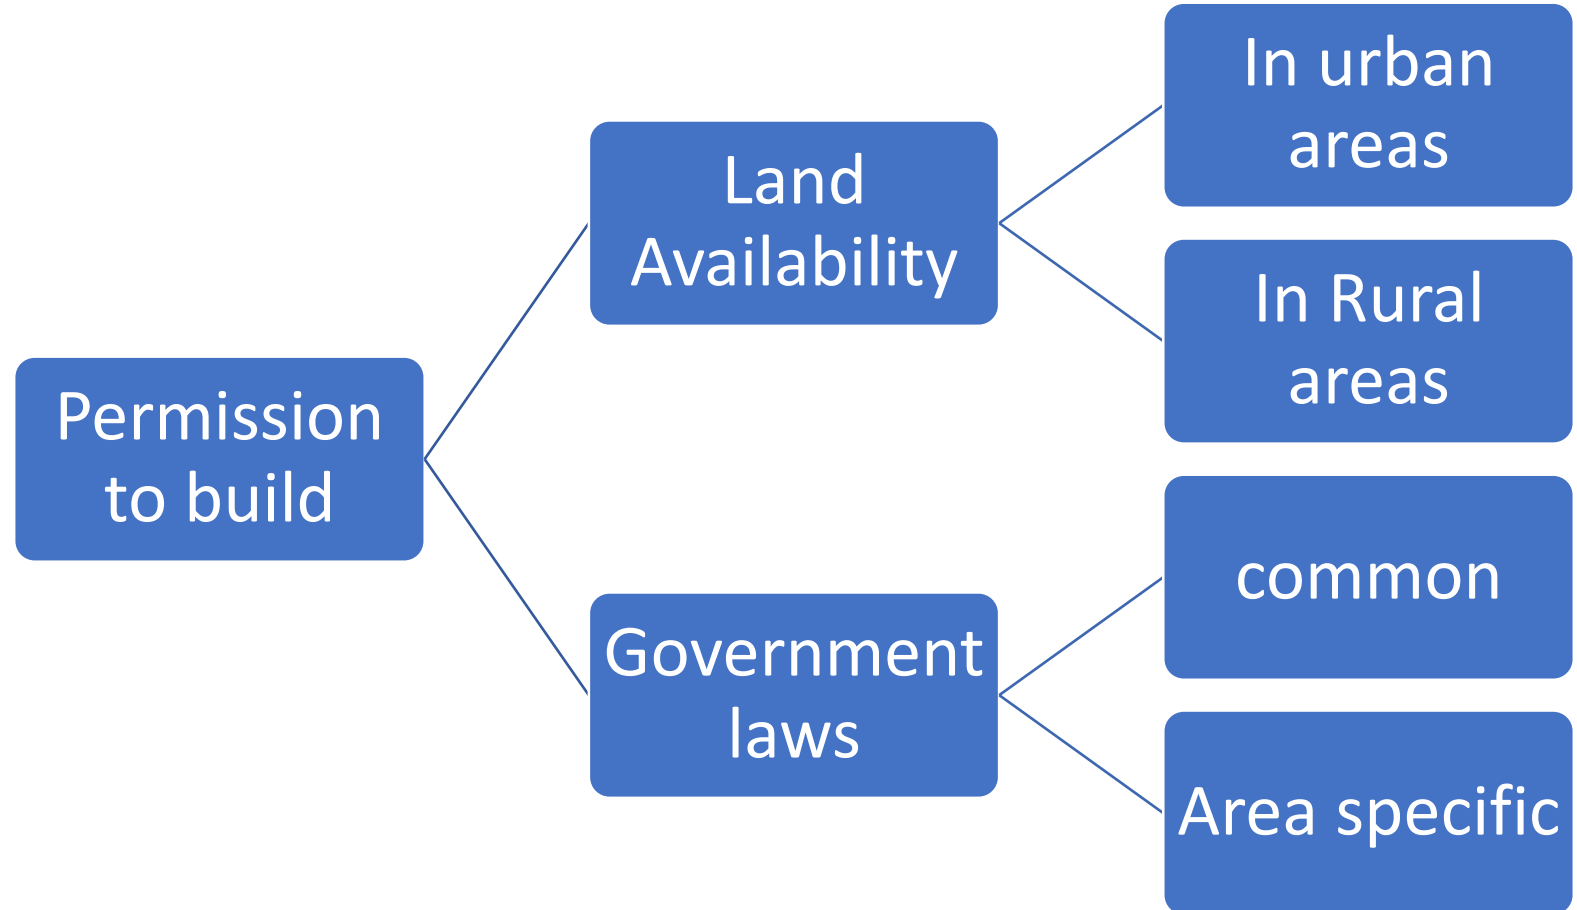 Permission
to build
Land
Availability
In urban
areas
In Rural
areas
Government
laws
common
Area specific